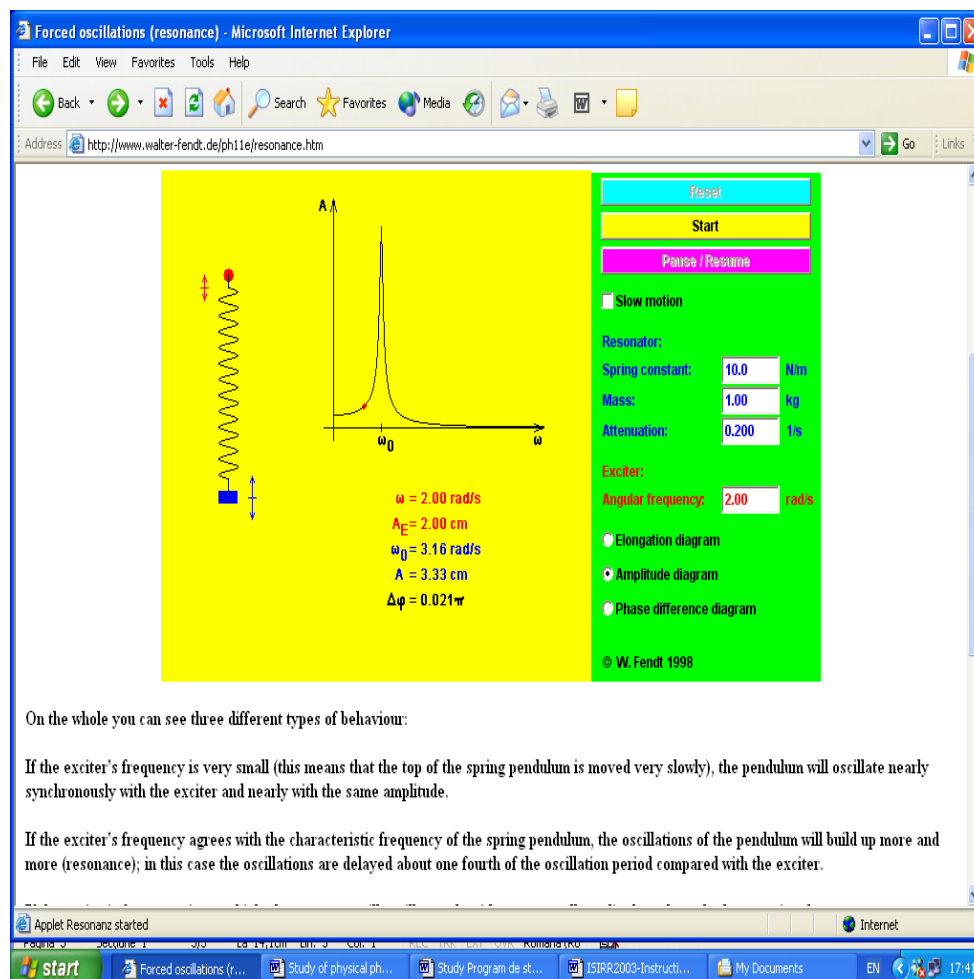 Forced oscillations (resonance) - Microsoft Internet Explorer
File Edit View Favorites Tools Help
Back Search Favorites Media
Address http://www.walter-fendt.de/ph11e/resonance.htm Go Links
Reset
Start
Pause / Resume
Slow motion
Resonator:
Spring constant: 10.0 N/m
Mass: 1.00 kg
Attenuation: 0.200 1/s
Exciter:
Angular frequency: 2.00 rad/s
Elongation diagram
Amplitude diagram
Phase difference diagram
© W. Fendt 1998
A
ω0
ω
ω = 2.00 rad/s
AE = 2.00 cm
ω0 = 3.16 rad/s
A = 3.33 cm
Δφ = 0.021π
On the whole you can see three different types of behaviour:
If the exciter's frequency is very small (this means that the top of the spring pendulum is moved very slowly), the pendulum will oscillate nearly
synchronously with the exciter and nearly with the same amplitude.
If the exciter's frequency agrees with the characteristic frequency of the spring pendulum, the oscillations of the pendulum will build up more and
more (resonance); in this case the oscillations are delayed about one fourth of the oscillation period compared with the exciter.
Applet Resonanz started Internet
start Forced oscillations (r... Study of physical ph... Study Program de st... ISIRR2003-Instructi... My Documents EN